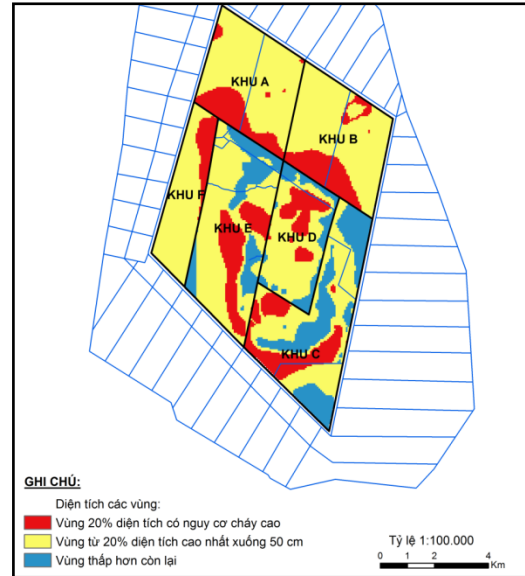 KHU A
KHU B
KHU F
KHU E
KHU D
KHU C
GHI CHÚ:
Diện tích các vùng:
Vùng 20% diện tích có nguy cơ cháy cao
Vùng từ 20% diện tích cao nhất xuống 50 cm
Vùng thấp hơn còn lại
Tỷ lệ 1:100.000
0 1 2 4
Km